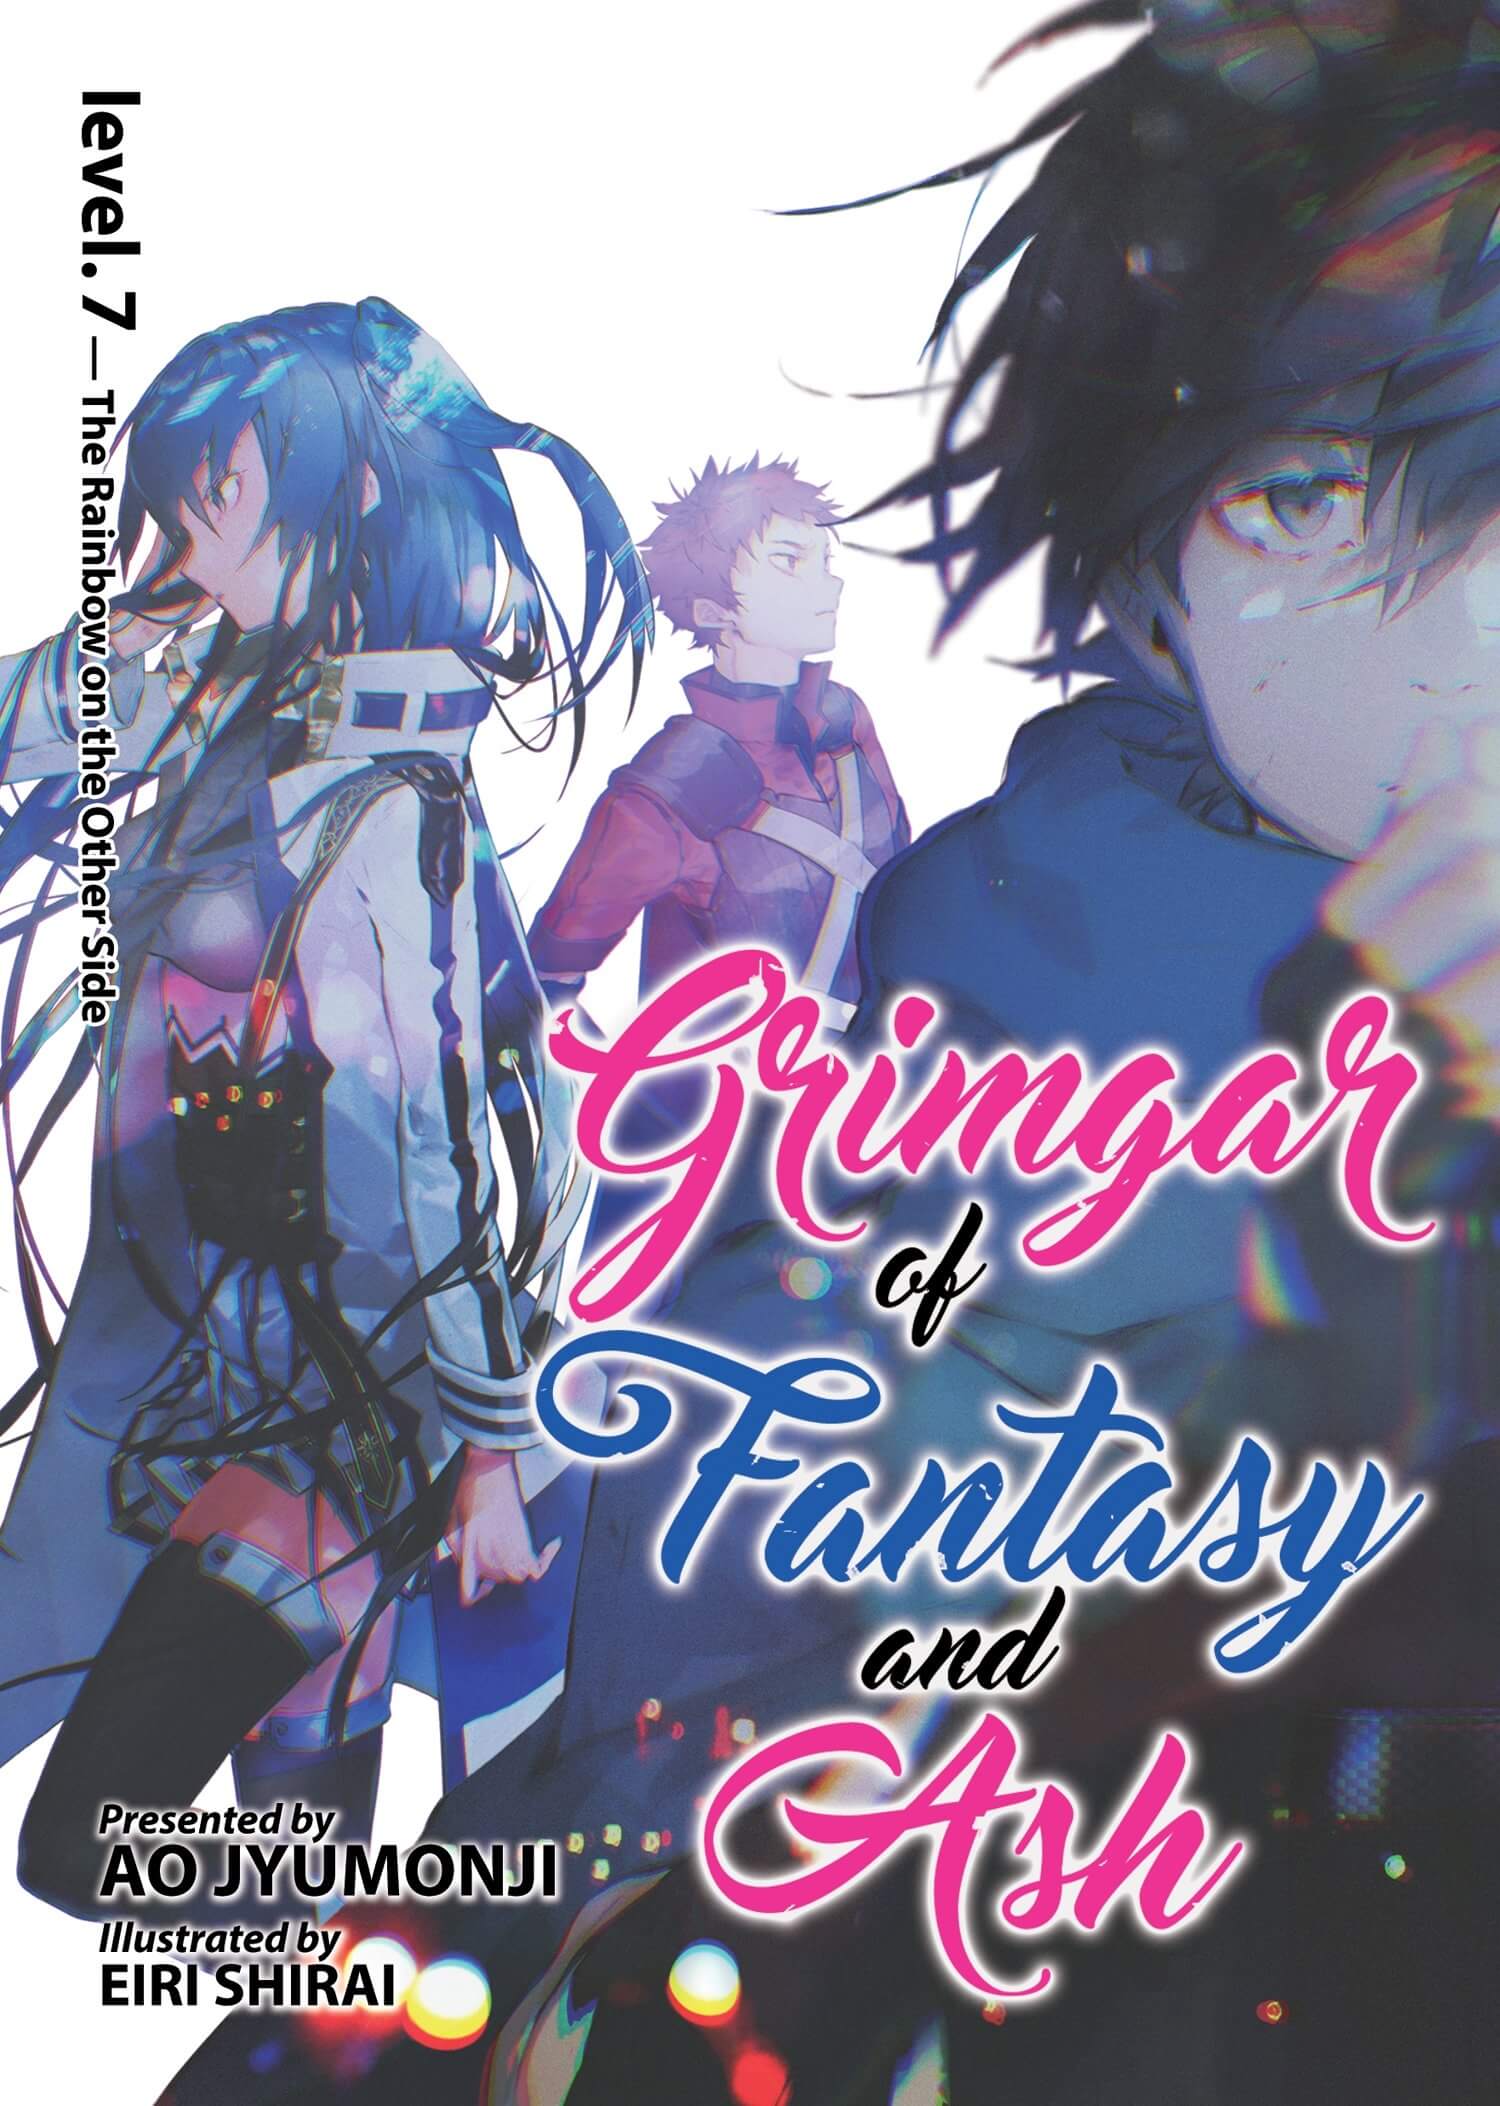 level. 7 — The Rainbow on the Other Side
Grimgar
of
Fantasy
and
Ash
Presented by
AO JYUMONJI
Illustrated by
EIRI SHIRAI